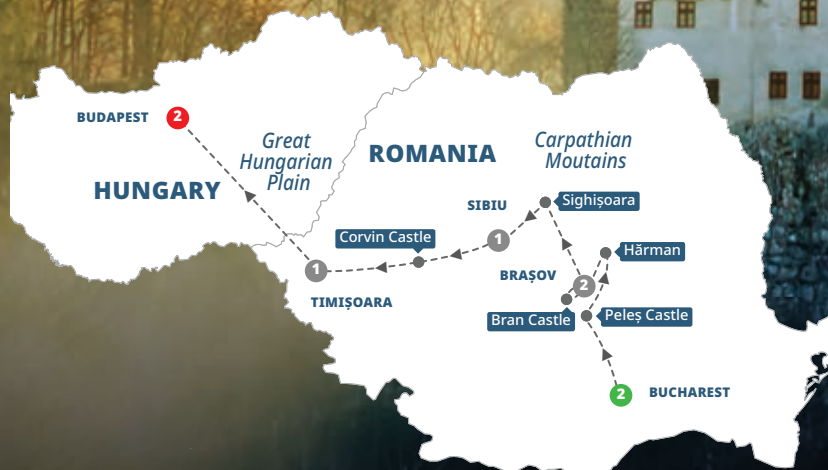 BUDAPEST
2
Great
Hungarian
Plain
HUNGARY
ROMANIA
Carpathian
Moutains
SIBIU
1
Sighișoara
Corvin Castle
1
TIMIȘOARA
Hărman
BRAȘOV
2
Bran Castle
Peleș Castle
2
BUCHAREST